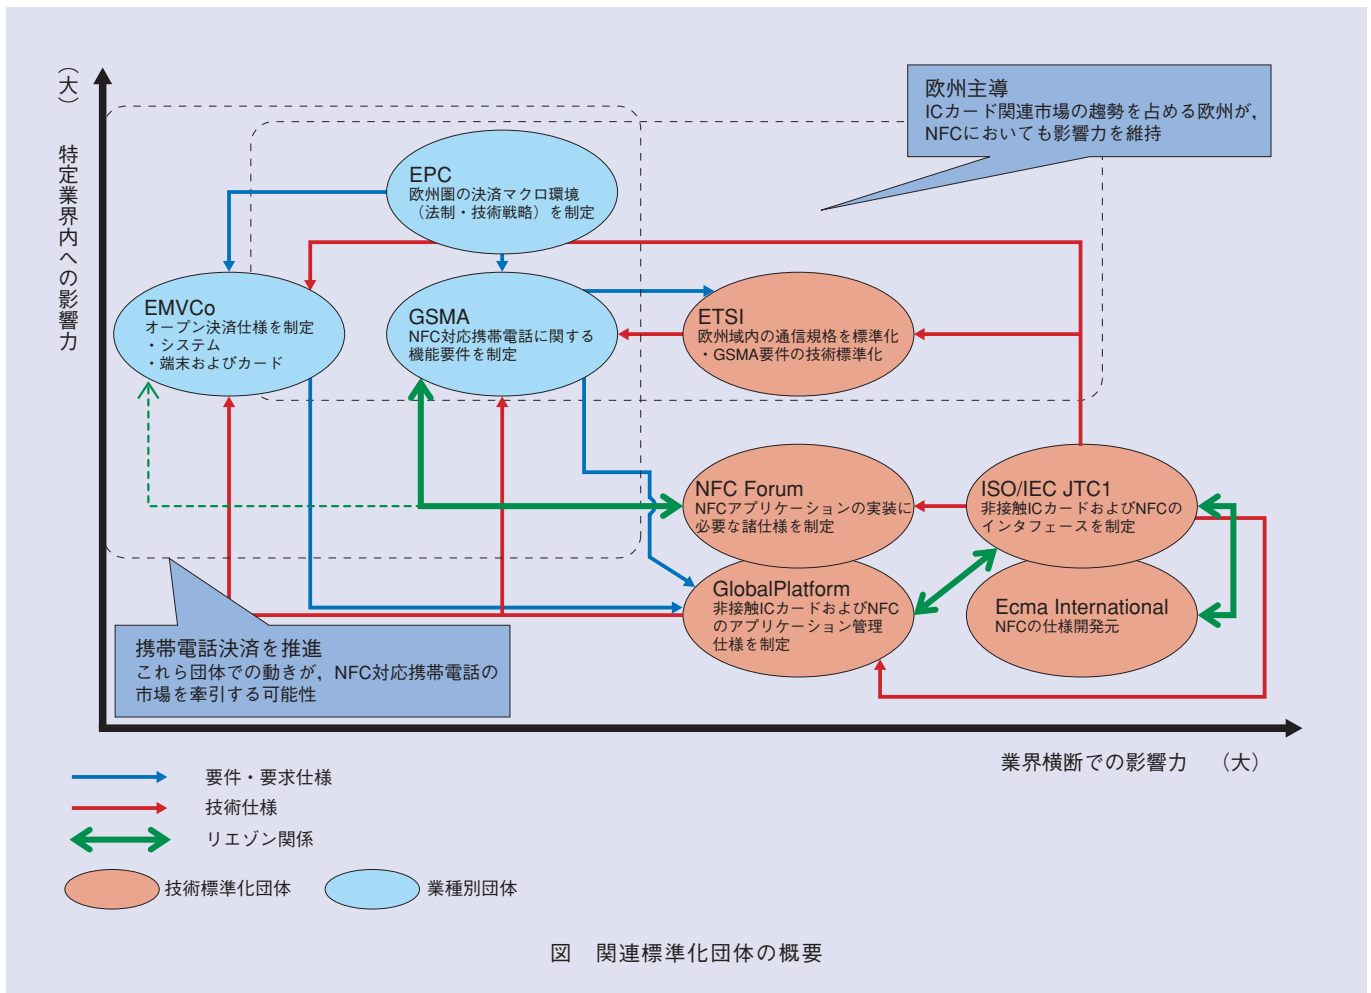 （大）
特定業界内への影響力
欧州主導
ICカード関連市場の趨勢を占める欧州が，
NFCにおいても影響力を維持
EPC
欧州圏の決済マクロ環境
（法制・技術戦略）を制定
EMVCo
オープン決済仕様を制定
・システム
・端末およびカード
GSMA
NFC対応携帯電話に関する
機能要件を制定
ETSI
欧州域内の通信規格を標準化
・GSMA要件の技術標準化
NFC Forum
NFCアプリケーションの実装に
必要な諸仕様を制定
ISO/IEC JTC1
非接触ICカードおよびNFCの
インタフェースを制定
GlobalPlatform
非接触ICカードおよびNFC
のアプリケーション管理
仕様を制定
Ecma International
NFCの仕様開発元
携帯電話決済を推進
これら団体での動きが，NFC対応携帯電話の
市場を牽引する可能性
業界横断での影響力 （大）
要件・要求仕様
技術仕様
リエゾン関係
技術標準化団体 業種別団体
図 関連標準化団体の概要